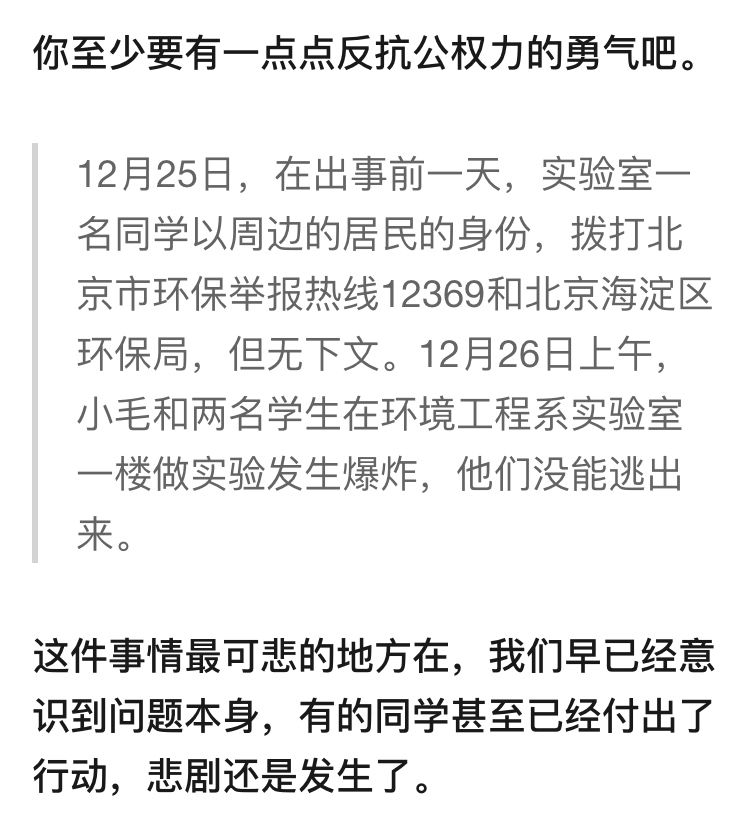 你至少要有一点点反抗公权力的勇气吧。
12月25日，在出事前一天，实验室一
名同学以周边的居民的身份，拨打北
京市环保举报热线12369和北京海淀区
环保局，但无下文。12月26日上午，
小毛和两名学生在环境工程系实验室
一楼做实验发生爆炸，他们没能逃出
来。
这件事情最可悲的地方在，我们早已经意
识到问题本身，有的同学甚至已经付出了
行动，悲剧还是发生了。